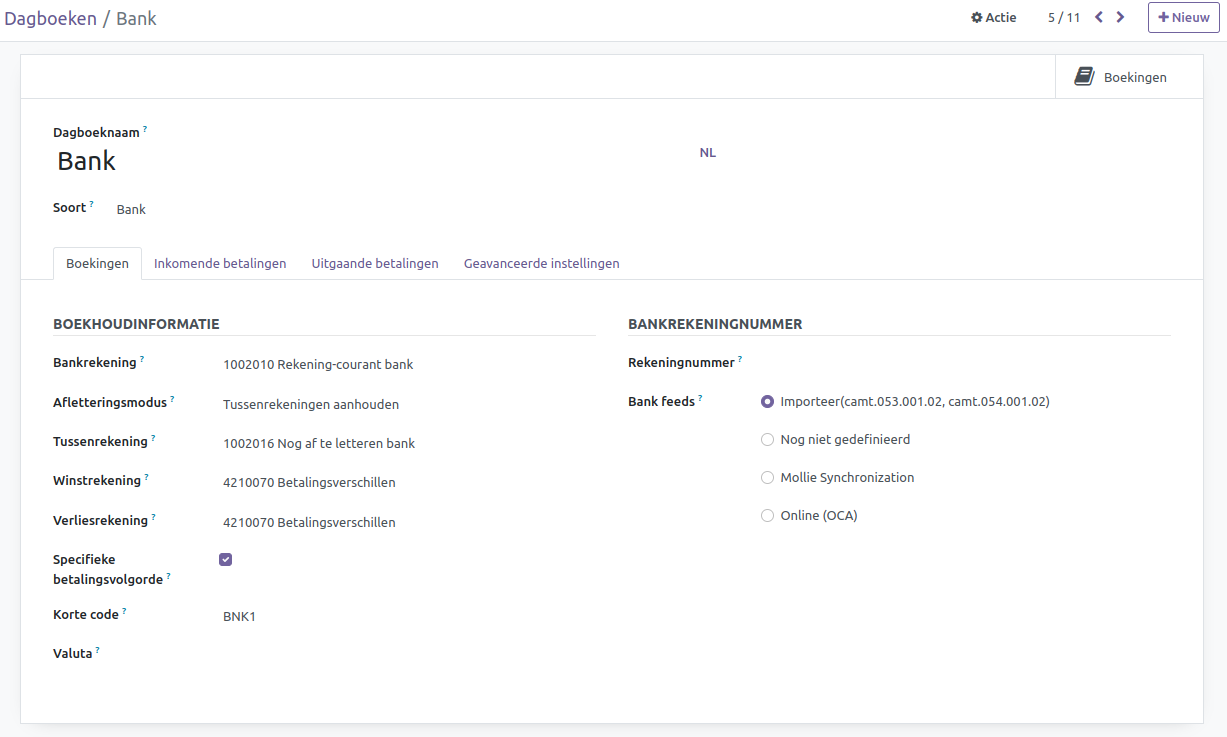 Dagboeken / Bank
Actie 5 / 11 Nieuw
Boekingen
Dagboeknaam ?
Bank
NL
Soort ? Bank
Boekingen Inkomende betalingen Uitgaande betalingen Geavanceerde instellingen
BOEKHOUDINFORMATIE
Bankrekening ? 1002010 Rekening-courant bank
Afletteringsmodus ? Tussenrekeningen aanhouden
Tussenrekening ? 1002016 Nog af te letteren bank
Winstrekening ? 4210070 Betalingsverschillen
Verliesrekening ? 4210070 Betalingsverschillen
Specifieke
betalingsvolgorde ?
Korte code ? BNK1
Valuta ?
BANKREKENINGNUMMER
Rekeningnummer ?
Bank feeds ? Importeer(camt.053.001.02, camt.054.001.02)
Nog niet gedefinieerd
Mollie Synchronization
Online (OCA)